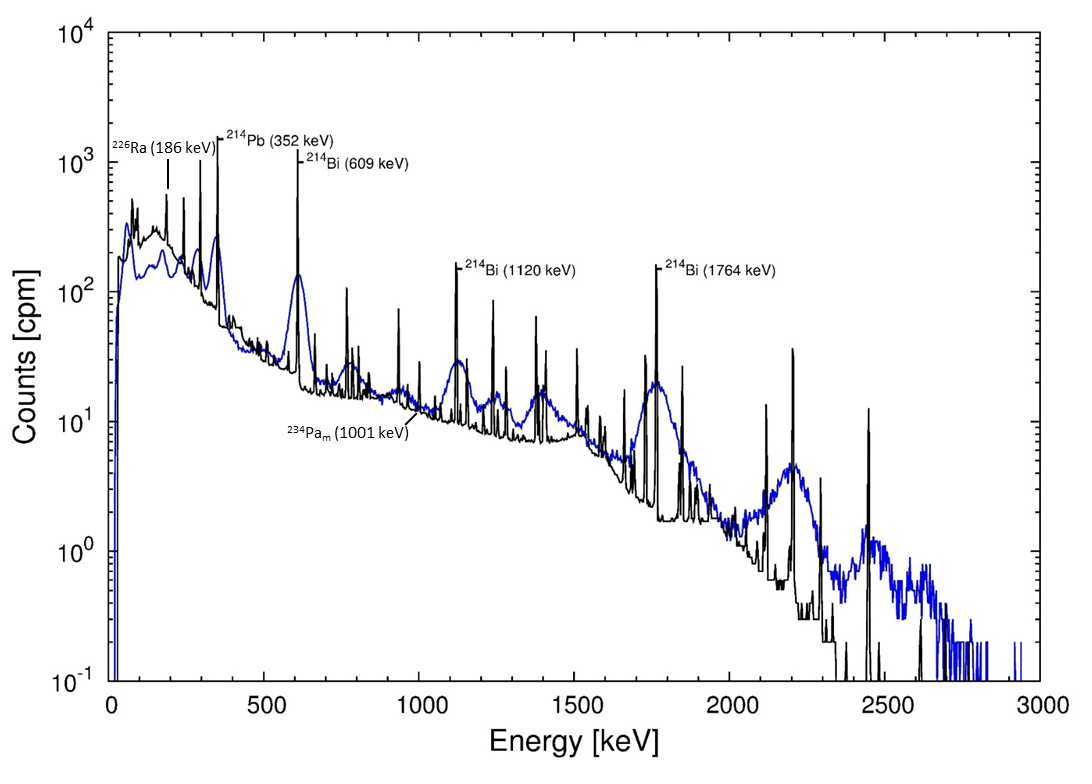 10⁴
10³
10²
10¹
10⁰
10⁻¹
Counts [cpm]
²²⁶Ra (186 keV)
²¹⁴Pb (352 keV)
²¹⁴Bi (609 keV)
²¹⁴Bi (1120 keV)
²¹⁴Bi (1764 keV)
²³⁴Paₘ (1001 keV)
0 500 1000 1500 2000 2500 3000
Energy [keV]